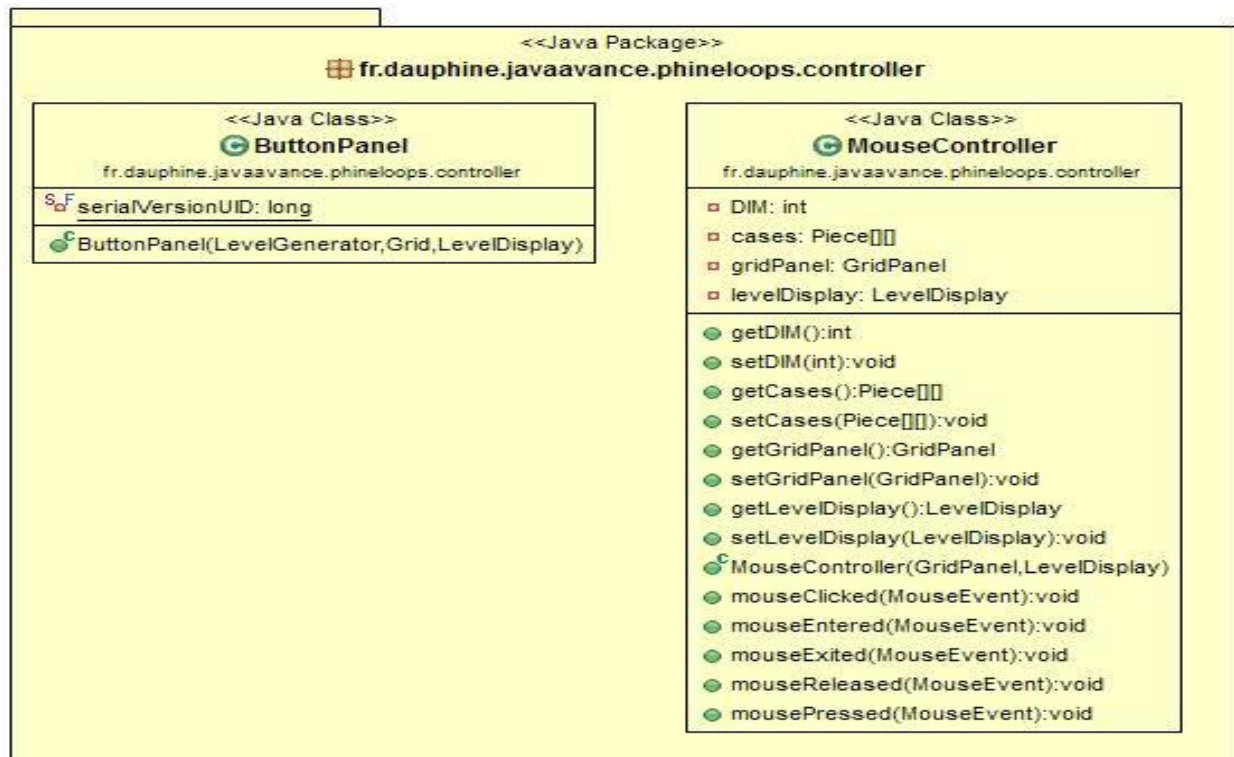 <<Java Package>>
fr.dauphine.javaavance.phineloops.controller
<<Java Class>>
ButtonPanel
fr.dauphine.javaavance.phineloops.controller
SF serialVersionUID: long
C ButtonPanel(LevelGenerator,Grid,LevelDisplay)
<<Java Class>>
MouseController
fr.dauphine.javaavance.phineloops.controller
DIM: int
cases: Piece[][]
gridPanel: GridPanel
levelDisplay: LevelDisplay
getDIM():int
setDIM(int):void
getCases():Piece[][]
setCases(Piece[][]):void
getGridPanel():GridPanel
setGridPanel(GridPanel):void
getLevelDisplay():LevelDisplay
setLevelDisplay(LevelDisplay):void
C MouseController(GridPanel,LevelDisplay)
mouseClicked(MouseEvent):void
mouseEntered(MouseEvent):void
mouseExited(MouseEvent):void
mouseReleased(MouseEvent):void
mousePressed(MouseEvent):void